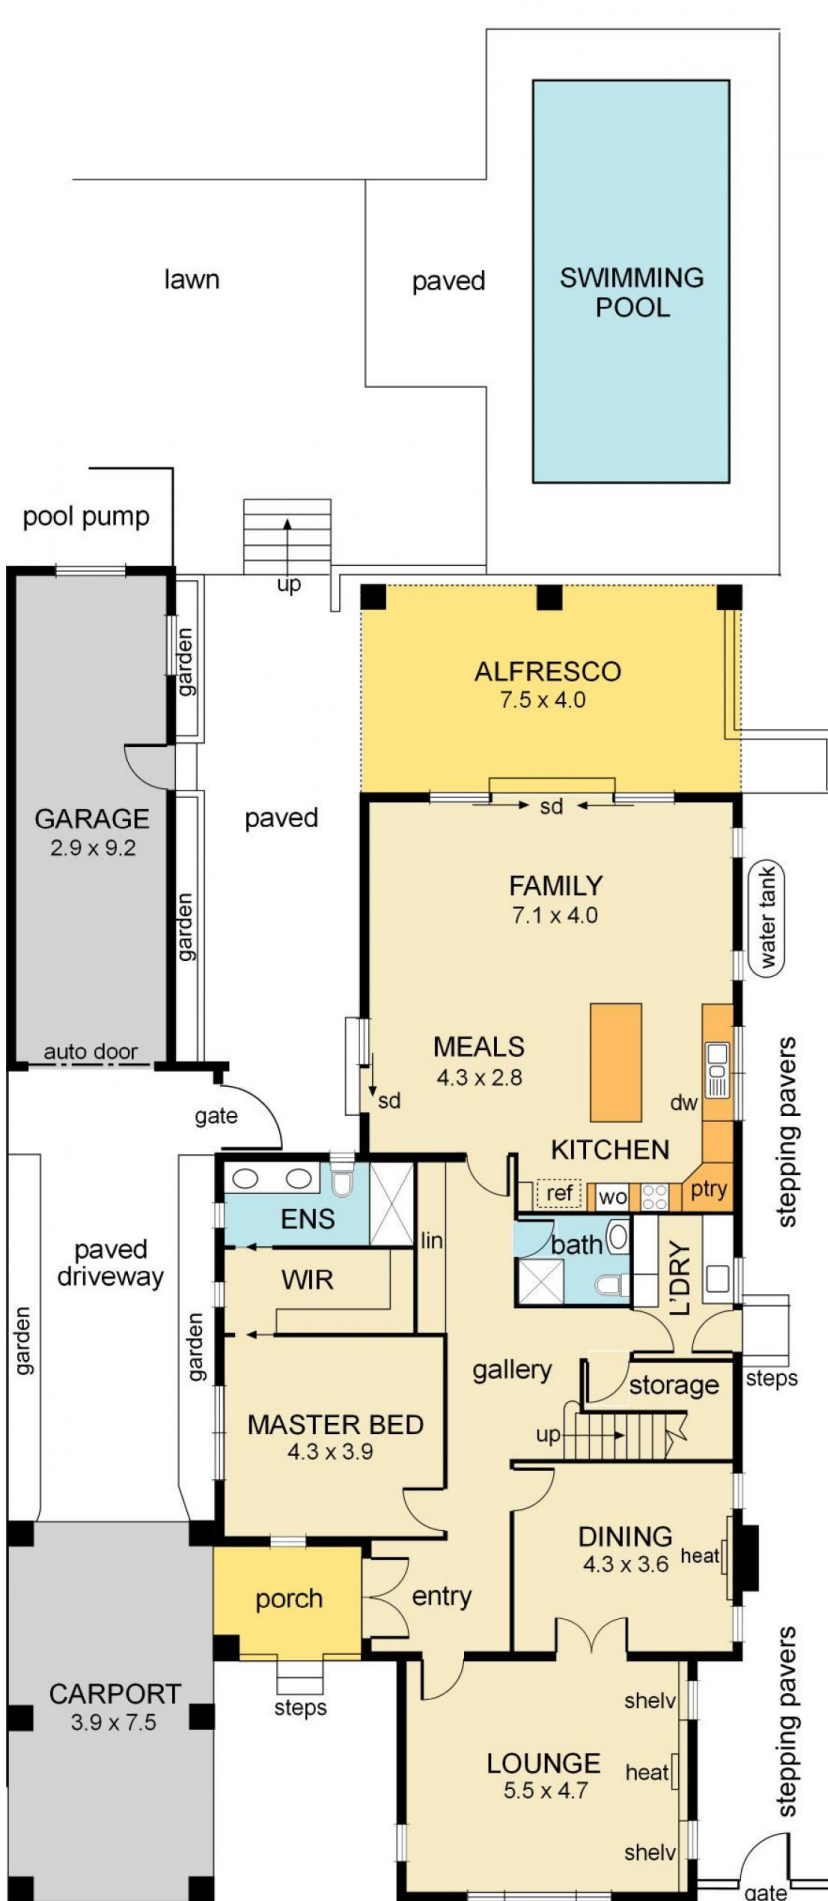 SWIMMING
POOL
lawn
paved
pool pump
up
garden
ALFRESCO
7.5 x 4.0
GARAGE
2.9 x 9.2
paved
sd
FAMILY
7.1 x 4.0
water tank
garden
auto door
MEALS
4.3 x 2.8
sd
dw
stepping pavers
gate
KITCHEN
ref
wo
ptry
ENS
lin
bath
L'DRY
paved
driveway
WIR
garden
garden
gallery
storage
steps
MASTER BED
4.3 x 3.9
up
DINING
4.3 x 3.6
heat
porch
entry
steps
CARPORT
3.9 x 7.5
shelv
LOUNGE
5.5 x 4.7
heat
shelv
stepping pavers
gate